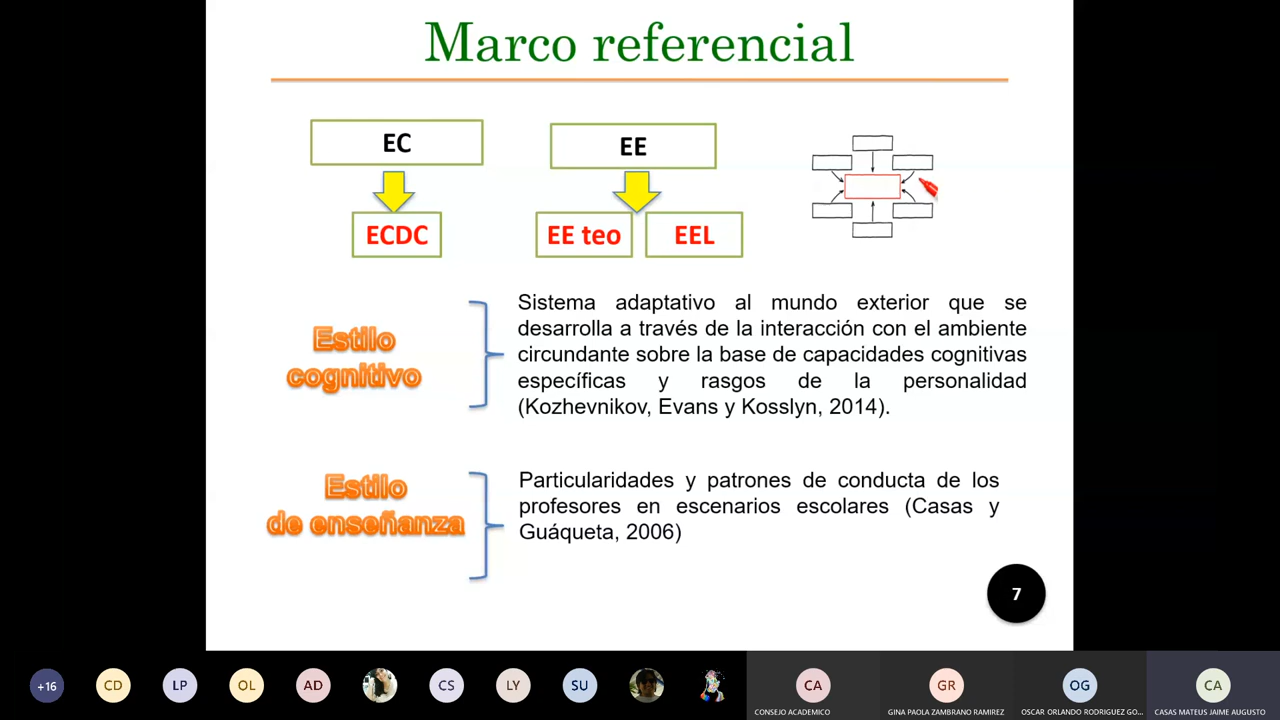 Marco referencial
EC
EE
ECDC
EE teo
EEL
Estilo
cognitivo
Sistema adaptativo al mundo exterior que se
desarrolla a través de la interacción con el ambiente
circundante sobre la base de capacidades cognitivas
específicas y rasgos de la personalidad
(Kozhevnikov, Evans y Kosslyn, 2014).
Estilo
de enseñanza
Particularidades y patrones de conducta de los
profesores en escenarios escolares (Casas y
Guáqueta, 2006)
7
+16
CD
LP
OL
AD
CS
LY
SU
CA
GR
OG
CA
CONSEJO ACADEMICO
GINA PAOLA ZAMBRANO RAMIREZ
OSCAR ORLANDO RODRIGUEZ GO...
CASAS MATEUS JAIME AUGUSTO